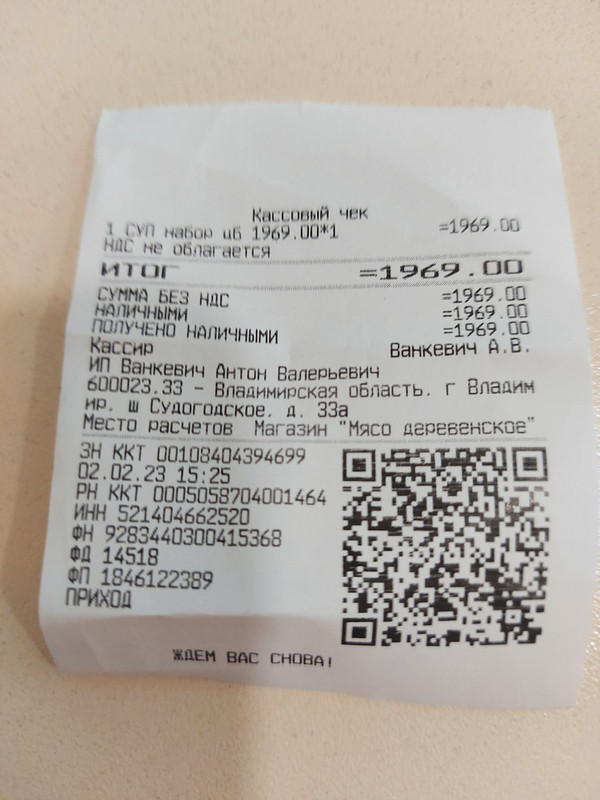 Кассовый чек
1 СУП набор цб 1969.00*1 =1969.00
НДС не облагается
ИТОГ =1969.00
СУММА БЕЗ НДС =1969.00
НАЛИЧНЫМИ =1969.00
ПОЛУЧЕНО НАЛИЧНЫМИ =1969.00
Кассир Ванкевич А.В.
ИП Ванкевич Антон Валерьевич
600023.33 - Владимирская область. г Владим
ир. ш Судогодское. д. 33а
Место расчетов Магазин "Мясо деревенское"
ЗН ККТ 00108404394699
02.02.23 15:25
РН ККТ 0005058704001464
ИНН 521404662520
ФН 9283440300415368
ФД 14518
ФП 1846122389
ПРИХОД
ЖДЕМ ВАС СНОВА!